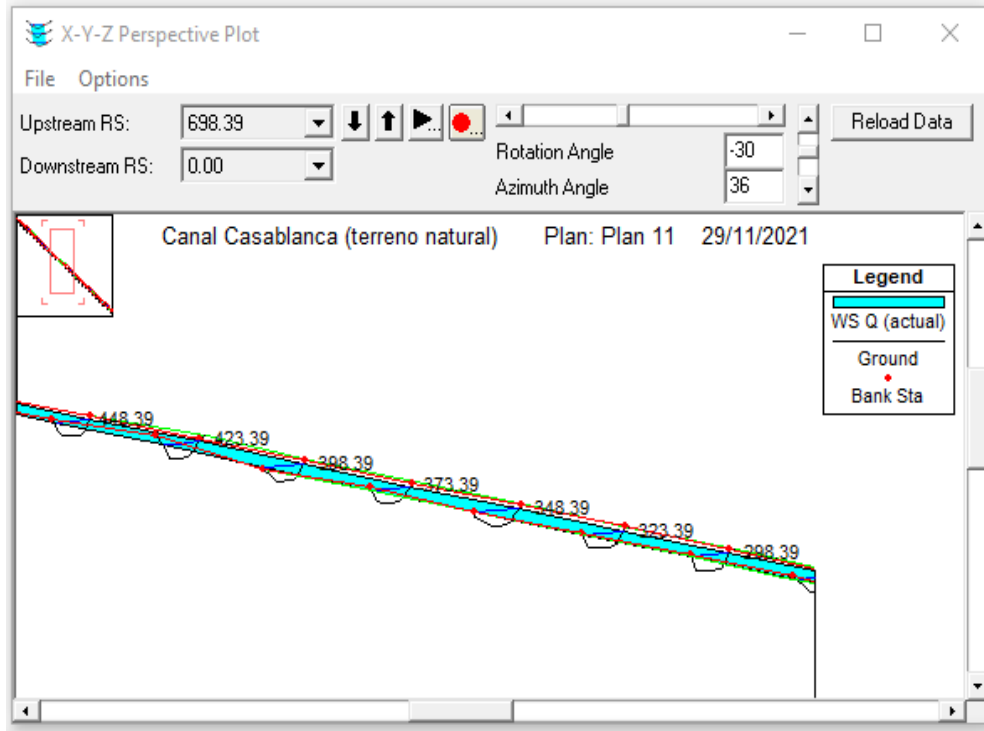 X-Y-Z Perspective Plot
File Options
Upstream RS: 698.39
Downstream RS: 0.00
Rotation Angle -30
Azimuth Angle 36
Reload Data
Canal Casablanca (terreno natural) Plan: Plan 11 29/11/2021
Legend
WS Q (actual)
Ground
Bank Sta
448.39
423.39
398.39
373.39
348.39
323.39
298.39